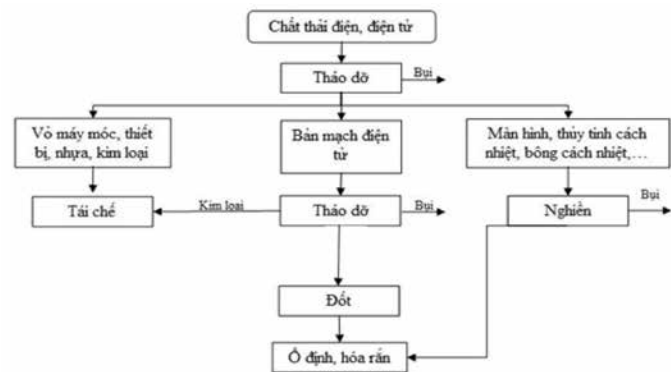 Chất thải điện, điện tử
Tháo dỡ
Bụi
Vỏ máy móc, thiết
bị, nhựa, kim loại
Bản mạch điện
tử
Màn hình, thủy tinh cách
nhiệt, bông cách nhiệt,…
Tái chế
Kim loại
Tháo dỡ
Bụi
Nghiền
Bụi
Đốt
Ổ định, hóa rắn